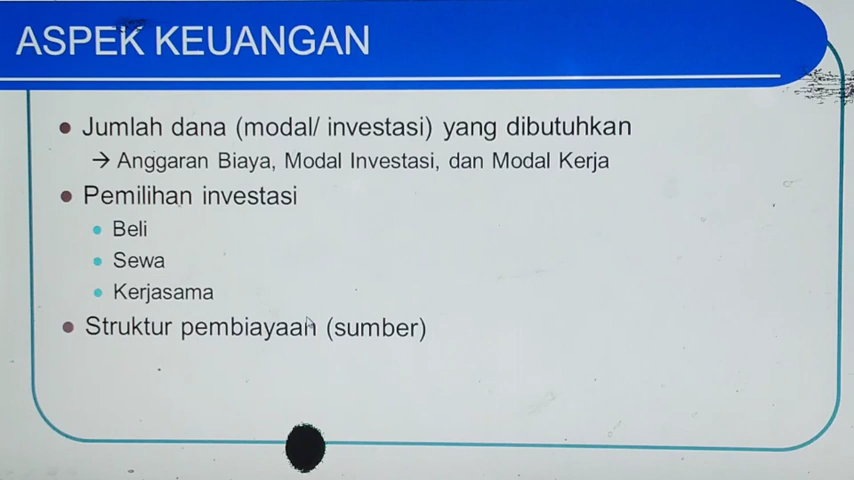 ASPEK KEUANGAN
Jumlah dana (modal/ investasi) yang dibutuhkan
→ Anggaran Biaya, Modal Investasi, dan Modal Kerja
Pemilihan investasi
Beli
Sewa
Kerjasama
Struktur pembiayaan (sumber)